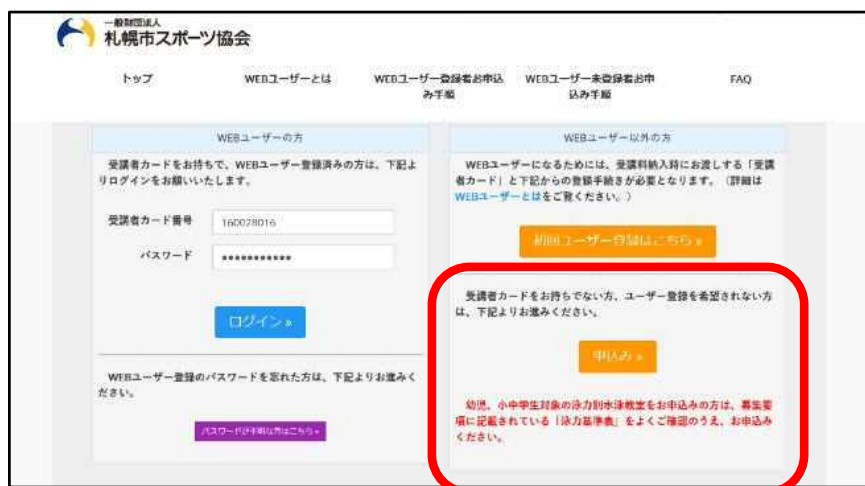 一般財団法人
札幌市スポーツ協会
トップ
WEBユーザーとは
WEBユーザー登録者お申込
み手順
WEBユーザー未登録者お申
込み手順
FAQ
WEBユーザーの方
受講者カードをお持ちで、WEBユーザー登録済みの方は、下記よ
りログインをお願いいたします。
受講者カード番号
160028016
パスワード
•••••••••••
ログイン »
WEBユーザー登録のパスワードを忘れた方は、下記よりお進みく
ださい。
パスワードが不明な方はこちら »
WEBユーザー以外の方
WEBユーザーになるためには、受講料納入時にお渡しする「受講
者カード」と下記からの登録手続きが必要となります。（詳細は
WEBユーザーとはをご覧ください。）
初回ユーザー登録はこちら »
受講者カードをお持ちでない方、ユーザー登録を希望されない方
は、下記よりお進みください。
申込み »
幼児、小中学生対象の泳力別水泳教室をお申込みの方は、募集要
項に記載されている「泳力基準表」をよくご確認のうえ、お申込み
ください。